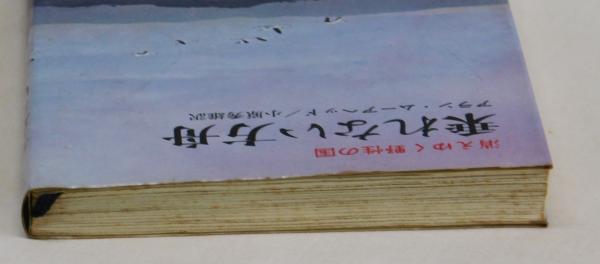 消えゆく野性の国
乗れない方舟
アラン・ムーアヘッド/小原秀雄訳